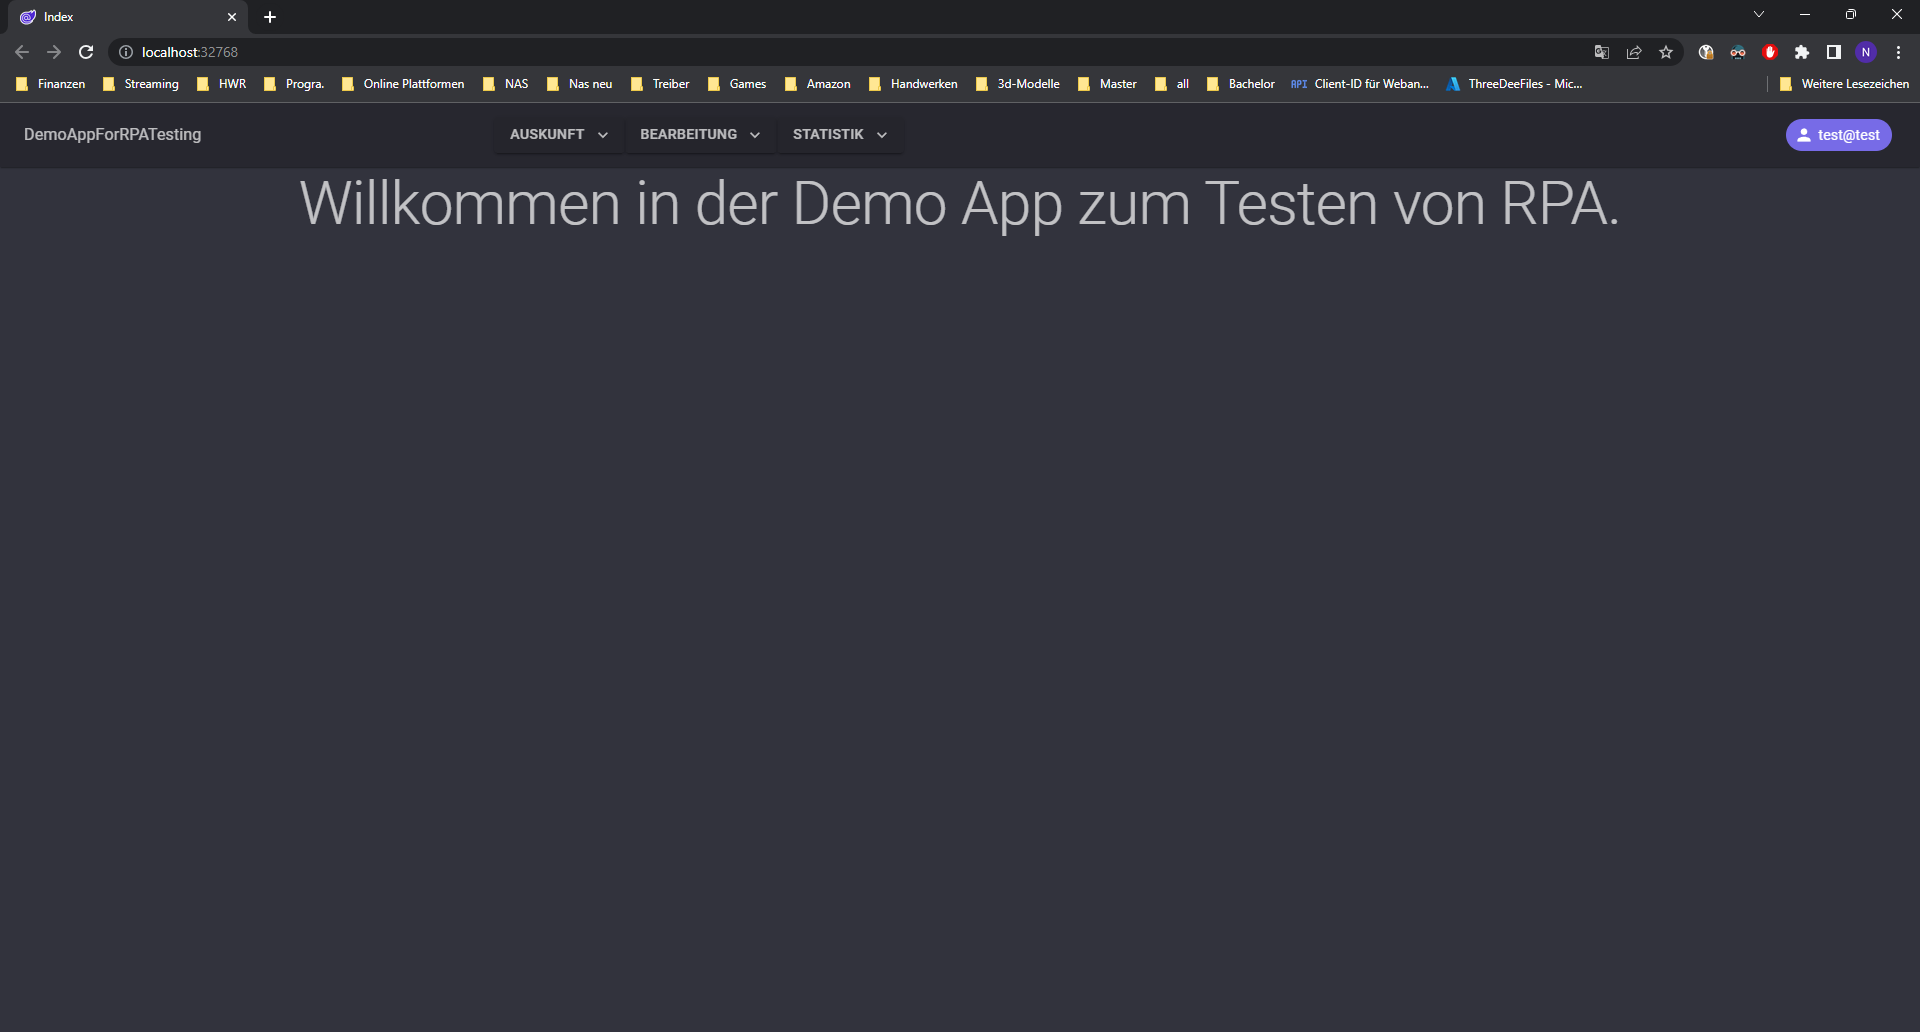 Index
localhost:32768
N
Finanzen Streaming HWR Progra. Online Plattformen NAS Nas neu Treiber Games Amazon Handwerken 3d-Modelle Master all Bachelor API Client-ID für Weban... ThreeDeeFiles - Mic... Weitere Lesezeichen
DemoAppForRPATesting AUSKUNFT BEARBEITUNG STATISTIK test@test
Willkommen in der Demo App zum Testen von RPA.